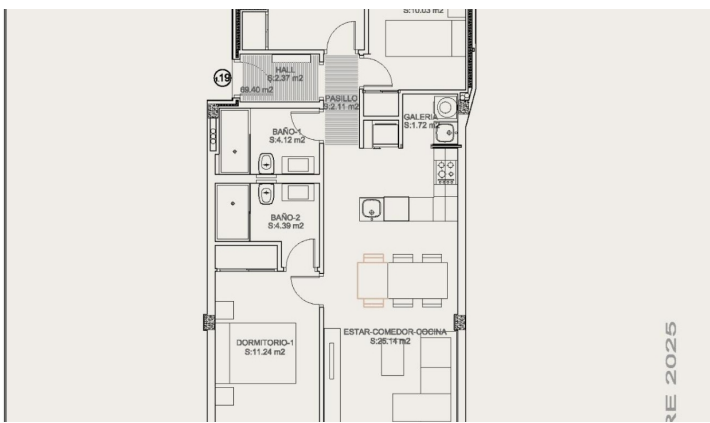 S:10.03 m2
HALL
S:2.37 m2
.19
69.40 m2
PASILLO
S:2.11 m2
GALERIA
S:1.72 m2
BAÑO-1
S:4.12 m2
BAÑO-2
S:4.39 m2
ESTAR-COMEDOR-COCINA
S:25.14 m2
DORMITORIO-1
S:11.24 m2
RE 2025